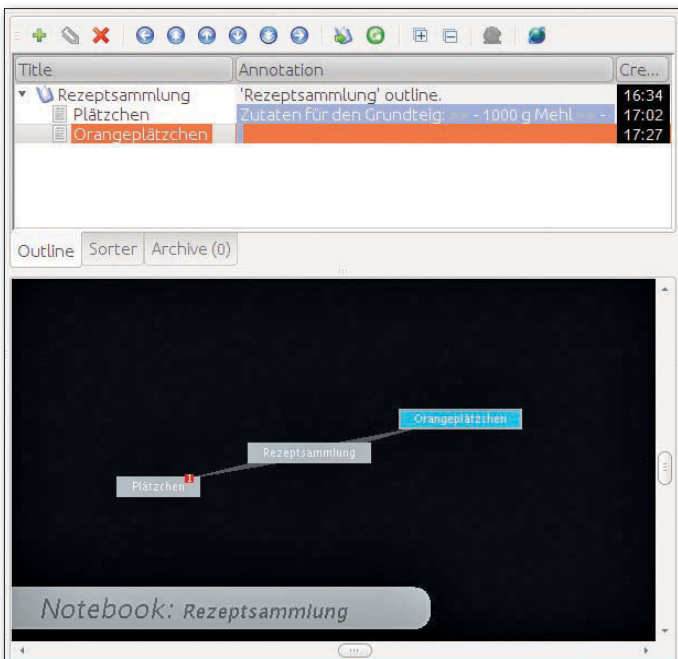 Title Annotation Cre...
Rezeptsammlung 'Rezeptsammlung' outline. 16:34
Plätzchen Zutaten für den Grundteig: >> - 1000 g Mehl >> - 17:02
Orangeplätzchen 17:27
Outline Sorter Archive (0)
Orangeplätzchen
Rezeptsammlung
1
Plätzchen
Notebook: Rezeptsammlung